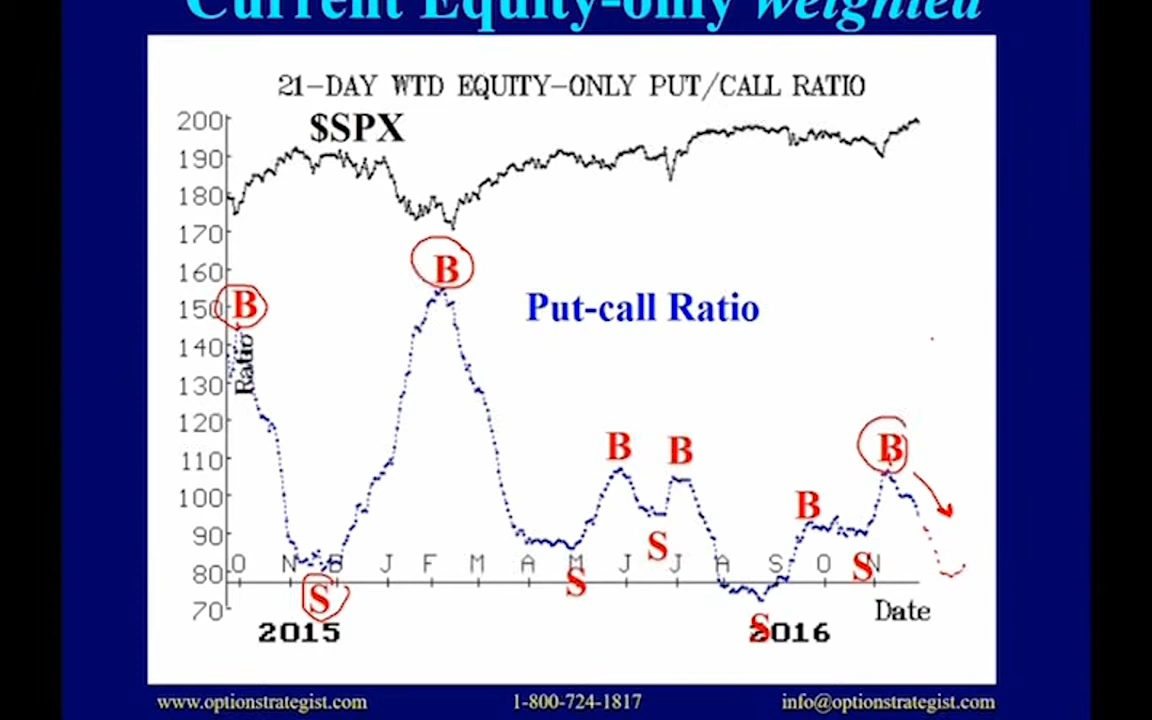 Current Equity-only weighted
21-DAY WTD EQUITY-ONLY PUT/CALL RATIO
200
$SPX
190
180
170
160
B
B
150
Put-call Ratio
140
Ratio
130
120
110
B
B
B
100
B
90
S
S
80
O N D J F M A M J J A S O N
S
S
70
Date
S
2015
2016
www.optionstrategist.com
1-800-724-1817
info@optionstrategist.com